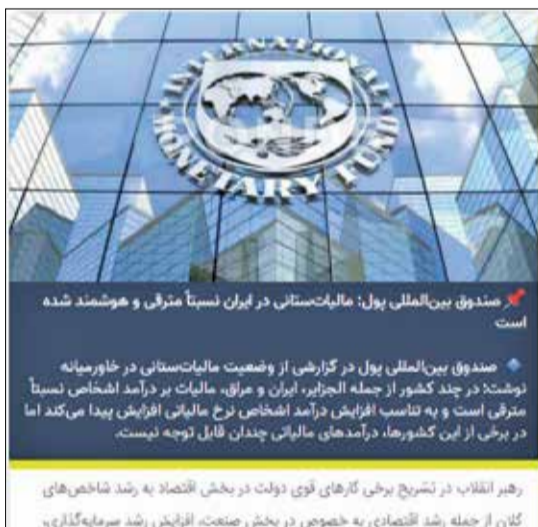 INTERNATIONAL
MONETARY FUND
صندوق بین‌المللی پول: مالیات‌ستانی در ایران نسبتاً مترقی و هوشمند شده
است
صندوق بین‌المللی پول در گزارشی از وضعیت مالیات‌ستانی در خاورمیانه
نوشت: در چند کشور از جمله الجزایر، ایران و عراق، مالیات بر درآمد اشخاص نسبتاً
مترقی است و به تناسب افزایش درآمد اشخاص نرخ مالیاتی افزایش پیدا می‌کند اما
در برخی از این کشورها، درآمدهای مالیاتی چندان قابل توجه نیست.
رهبر انقلاب در تشریح برخی کارهای قوی دولت در بخش اقتصاد به رشد شاخص‌های
کلان از جمله رشد اقتصادی به خصوص در بخش صنعت، افزایش رشد سرمایه‌گذاری،